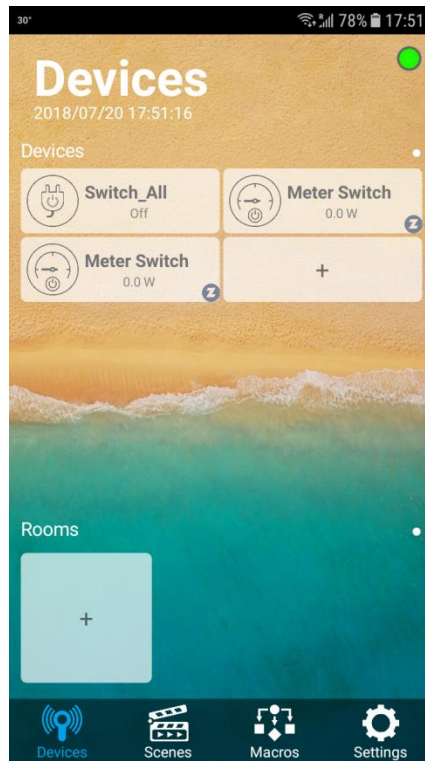 30°
78% 17:51
Devices
2018/07/20 17:51:16
Devices
Switch_All
Off
Meter Switch
0.0 W
Z
Meter Switch
0.0 W
Z
+
Rooms
+
Devices
Scenes
Macros
Settings